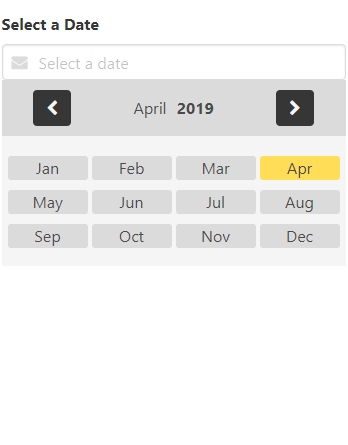 Select a Date
Select a date
April 2019
Jan Feb Mar Apr
May Jun Jul Aug
Sep Oct Nov Dec